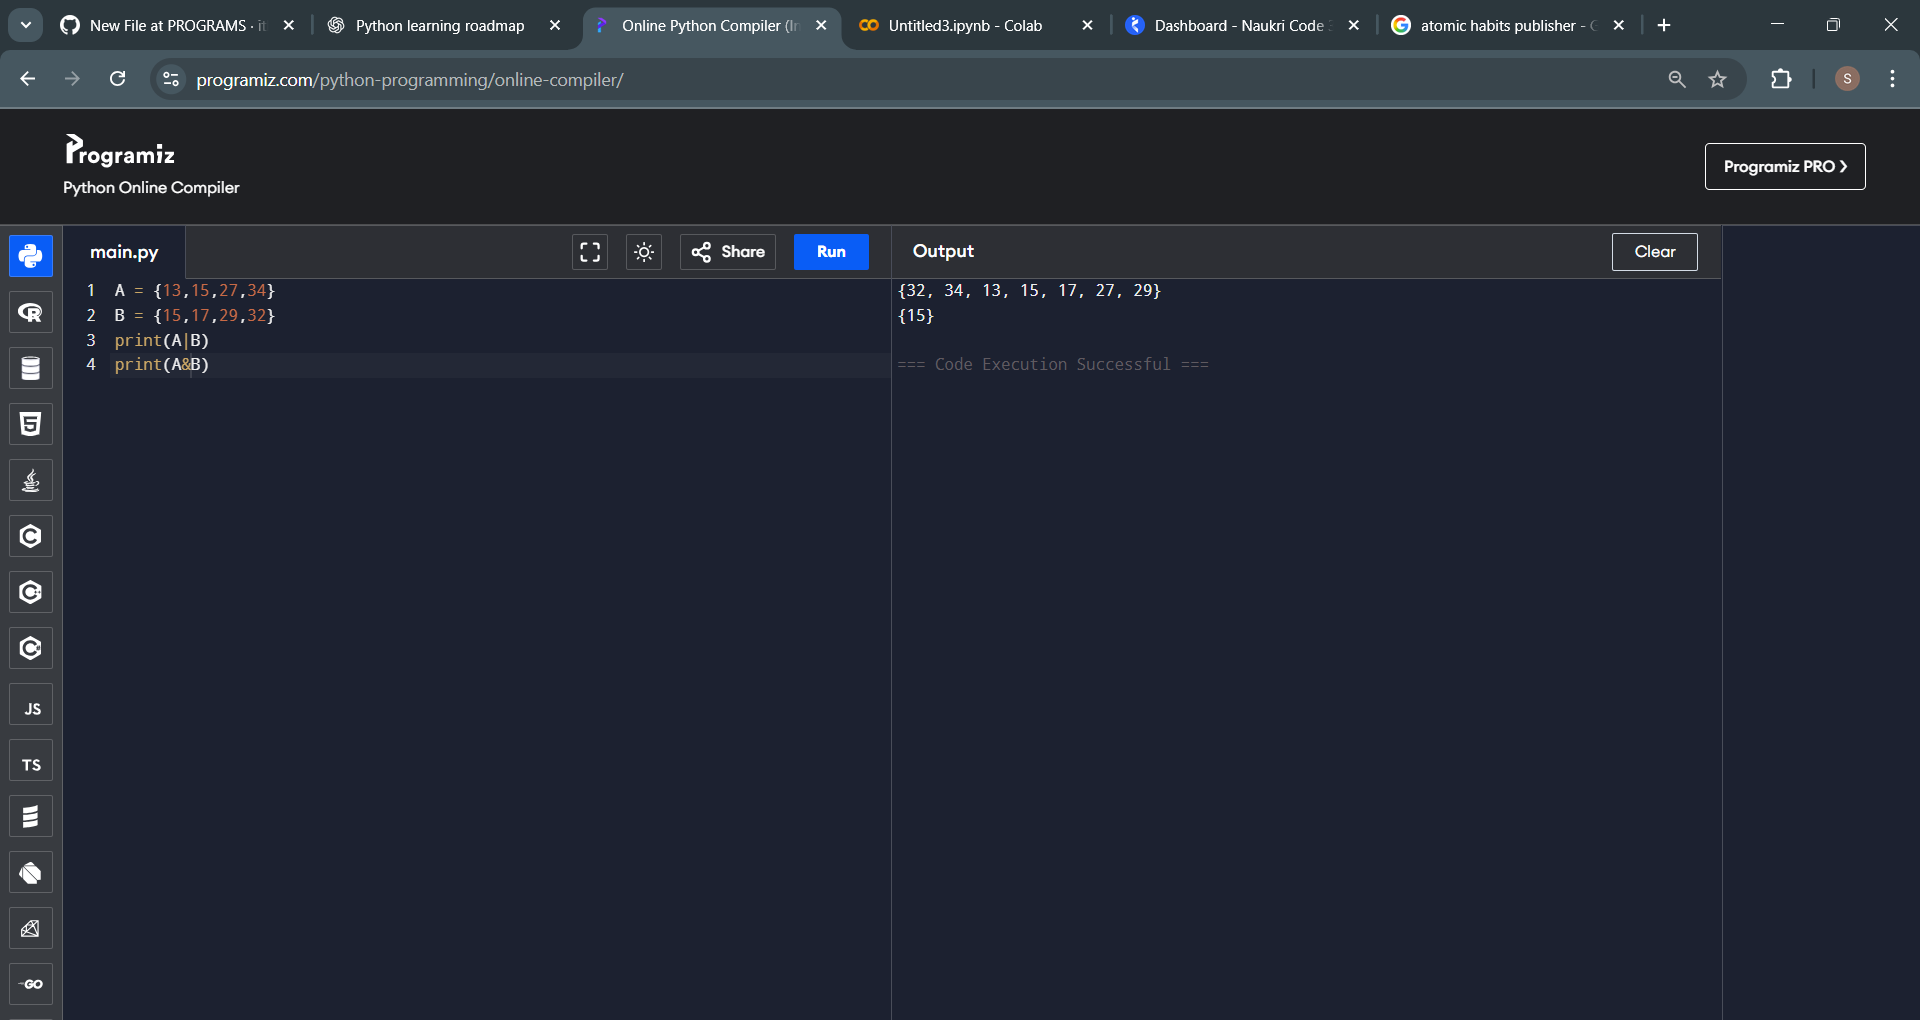 New File at PROGRAMS · it
Python learning roadmap
Online Python Compiler (In
Untitled3.ipynb - Colab
Dashboard - Naukri Code 3
atomic habits publisher - G
programiz.com/python-programming/online-compiler/
S
Programiz
Python Online Compiler
Programiz PRO
main.py
Share
Run
Output
Clear
1 A = {13,15,27,34}
2 B = {15,17,29,32}
3 print(A|B)
4 print(A&B)
{32, 34, 13, 15, 17, 27, 29}
{15}
=== Code Execution Successful ===
R
5
C
C
C
JS
TS
GO